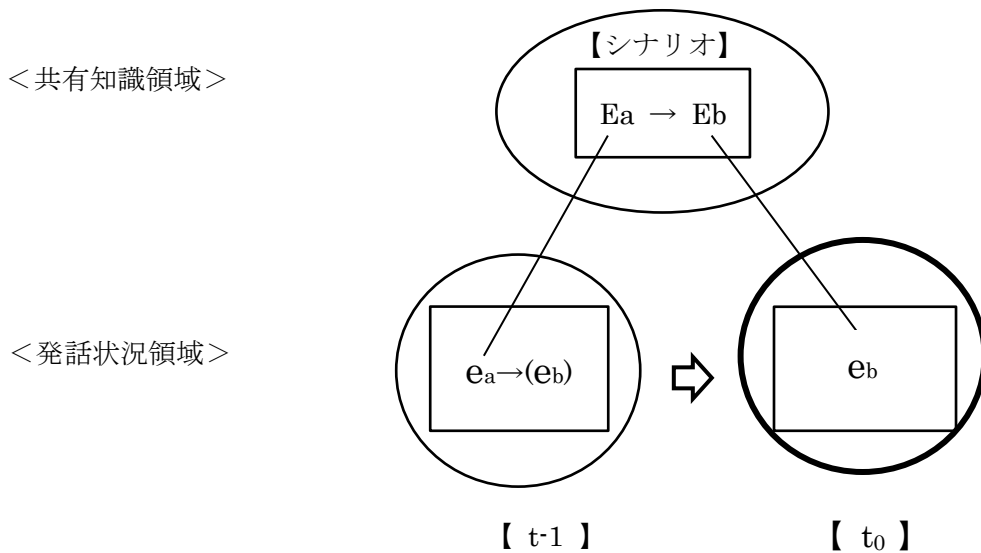 【シナリオ】
＜共有知識領域＞
Ea → Eb
＜発話状況領域＞
ea→(eb)
eb
【 t-1 】
【 t0 】